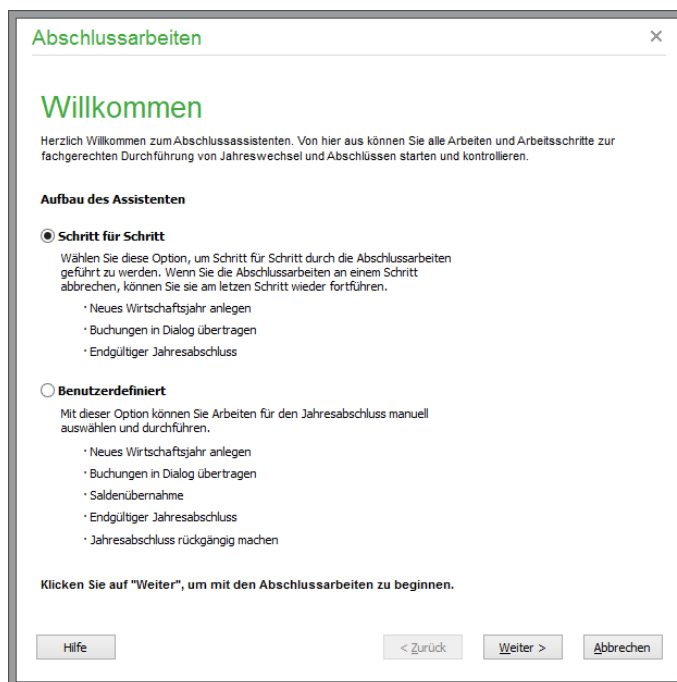 Abschlussarbeiten
Willkommen
Herzlich Willkommen zum Abschlussassistenten. Von hier aus können Sie alle Arbeiten und Arbeitsschritte zur
fachgerechten Durchführung von Jahreswechsel und Abschlüssen starten und kontrollieren.
Aufbau des Assistenten
Schritt für Schritt
Wählen Sie diese Option, um Schritt für Schritt durch die Abschlussarbeiten
geführt zu werden. Wenn Sie die Abschlussarbeiten an einem Schritt
abbrechen, können Sie sie am letzen Schritt wieder fortführen.
· Neues Wirtschaftsjahr anlegen
· Buchungen in Dialog übertragen
· Endgültiger Jahresabschluss
Benutzerdefiniert
Mit dieser Option können Sie Arbeiten für den Jahresabschluss manuell
auswählen und durchführen.
· Neues Wirtschaftsjahr anlegen
· Buchungen in Dialog übertragen
· Saldenübernahme
· Endgültiger Jahresabschluss
· Jahresabschluss rückgängig machen
Klicken Sie auf "Weiter", um mit den Abschlussarbeiten zu beginnen.
Hilfe < Zurück Weiter > Abbrechen